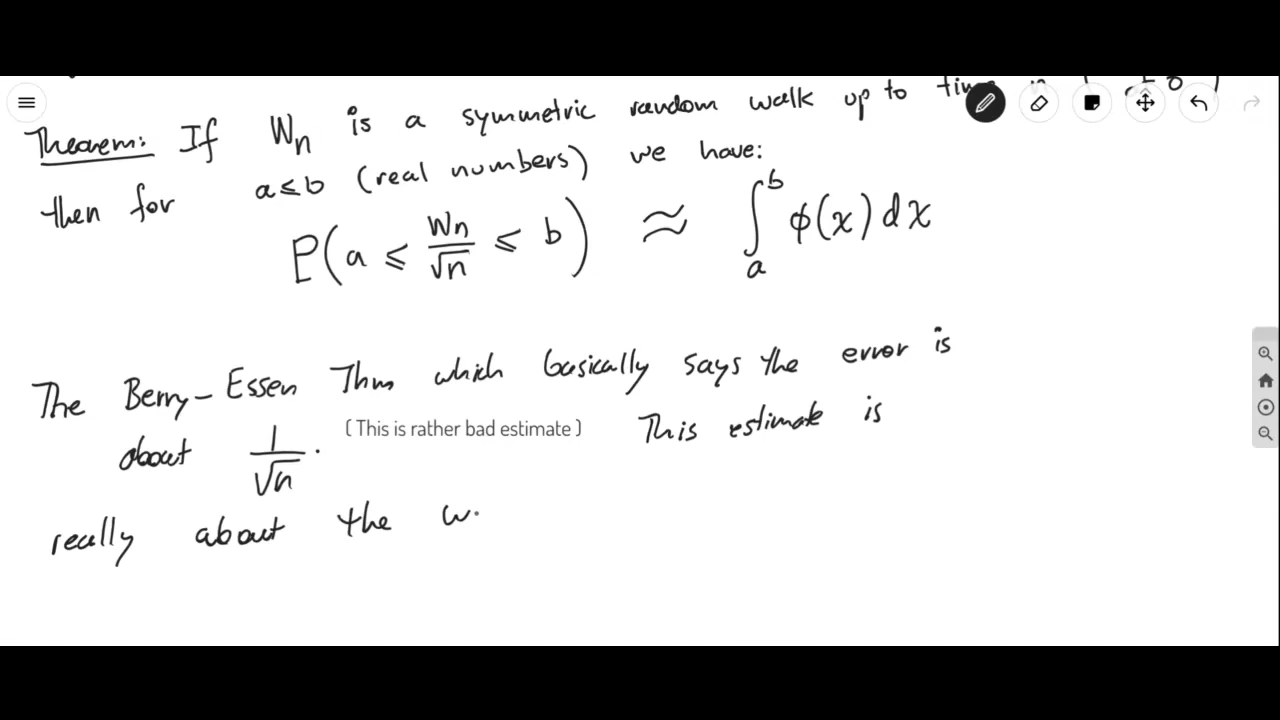 Theorem: If Wn is a symmetric random walk up to time n
then for a ≤ b (real numbers) we have:
P(a ≤ Wn/√n ≤ b) ≈ ∫_a^b ϕ(x) dx
The Berry-Essen Thm which basically says the error is
about 1/√n. (This is rather bad estimate) This estimate is
really about the w